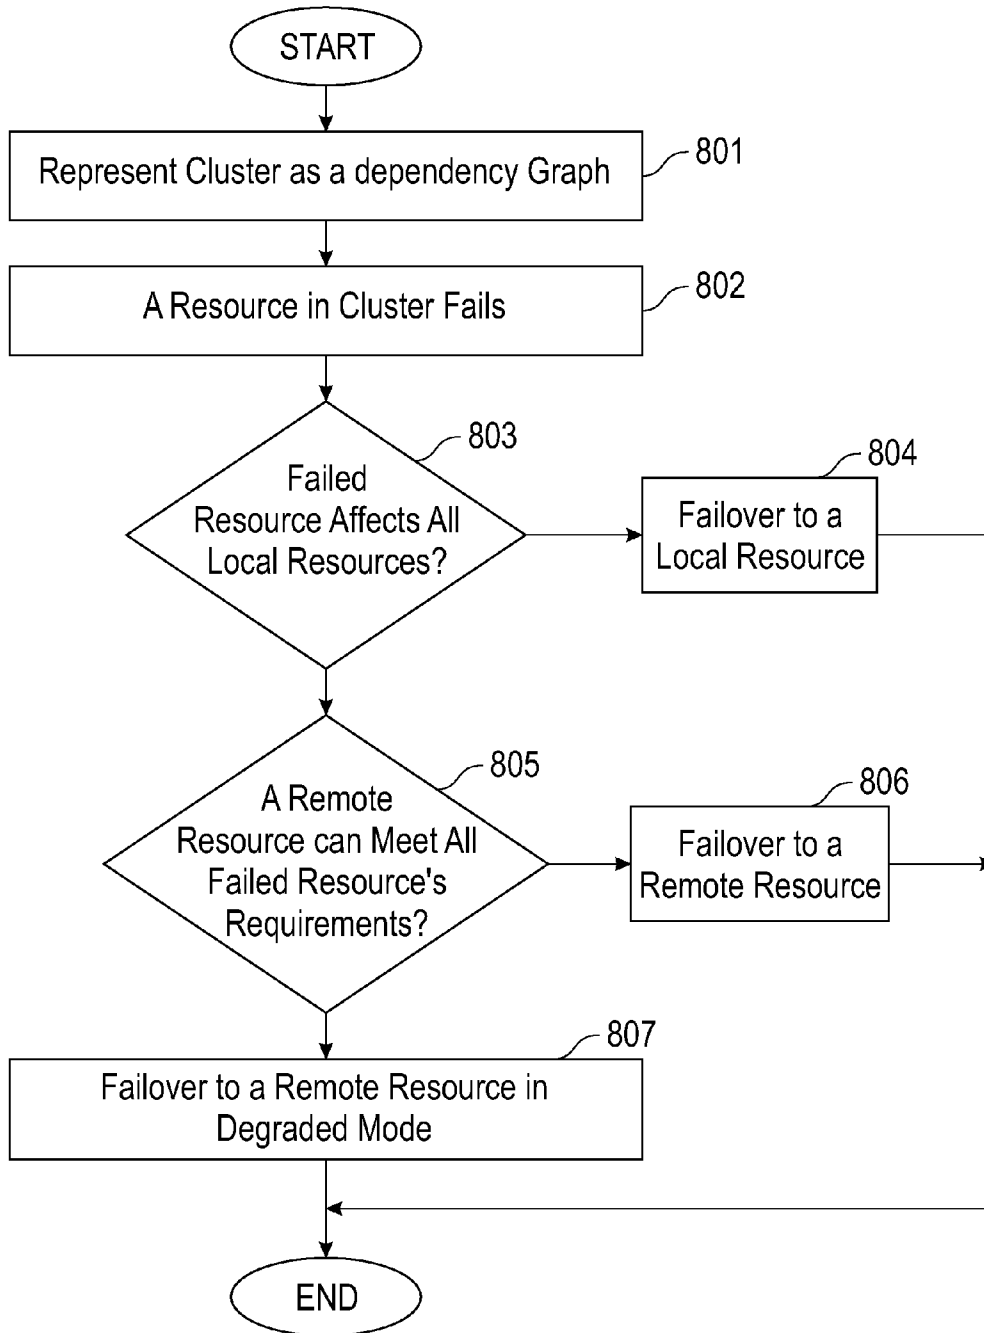 START
Represent Cluster as a dependency Graph
801
A Resource in Cluster Fails
802
803
Failed
Resource Affects All
Local Resources?
804
Failover to a
Local Resource
805
A Remote
Resource can Meet All
Failed Resource's
Requirements?
806
Failover to a
Remote Resource
807
Failover to a Remote Resource in
Degraded Mode
END